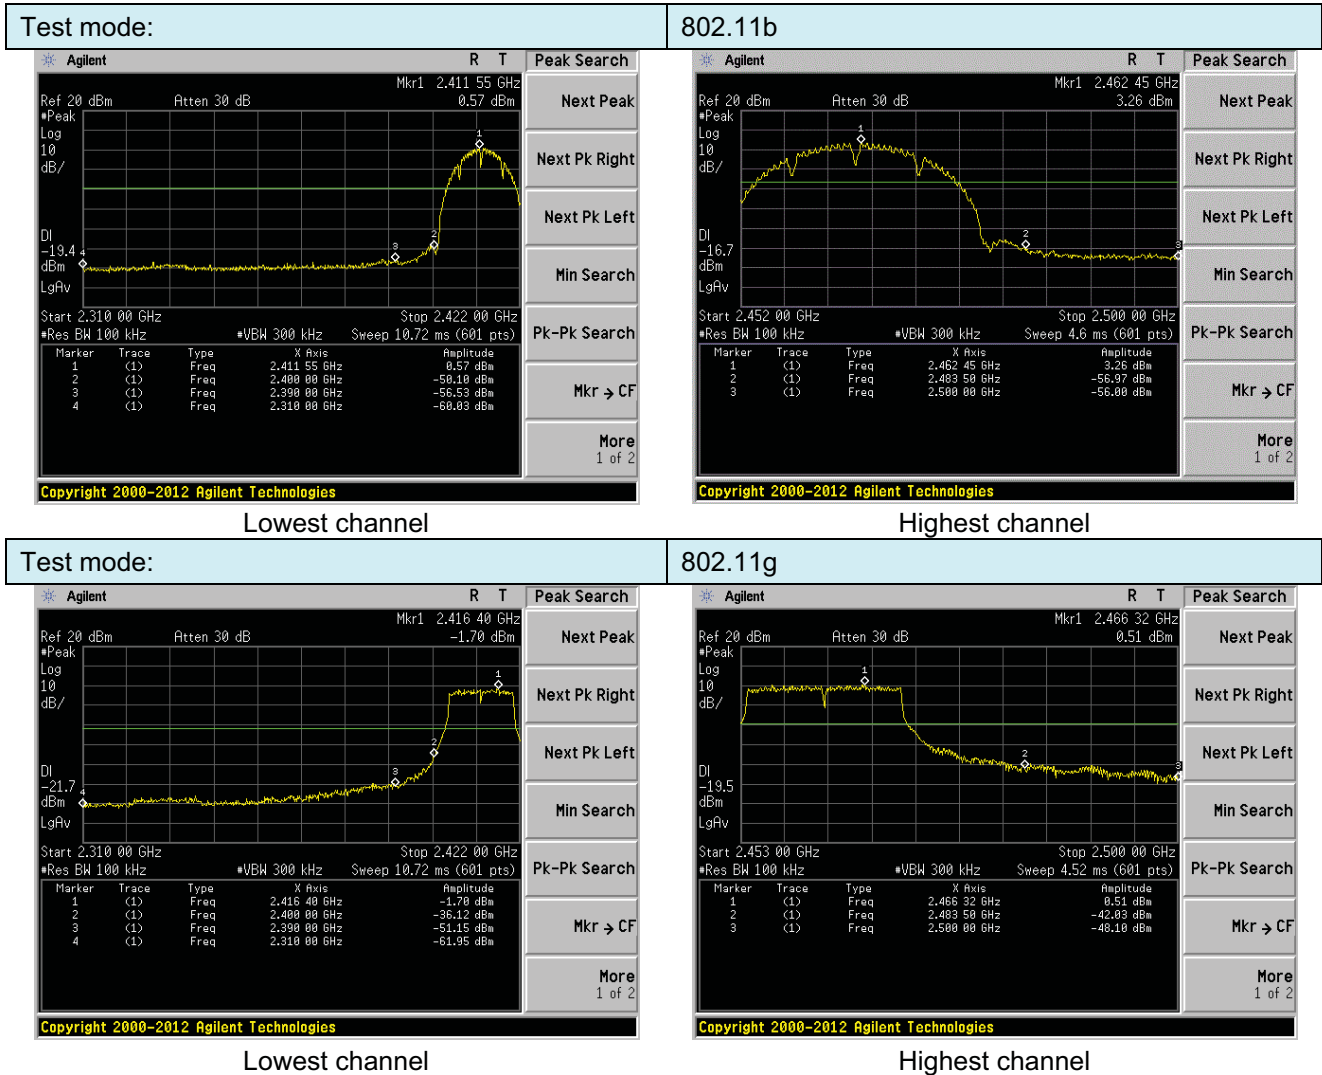 Test mode: 802.11b
Agilent R T Peak Search
Mkr1 2.411 55 GHz
Ref 20 dBm Atten 30 dB 0.57 dBm
#Peak
Log
10
dB/
1
2
3
4
DI
-19.4
dBm
LgAv
Start 2.310 00 GHz Stop 2.422 00 GHz
#Res BW 100 kHz #VBW 300 kHz Sweep 10.72 ms (601 pts)
Marker Trace Type X Axis Amplitude
1 (1) Freq 2.411 55 GHz 0.57 dBm
2 (1) Freq 2.400 00 GHz -50.10 dBm
3 (1) Freq 2.390 00 GHz -56.53 dBm
4 (1) Freq 2.310 00 GHz -60.03 dBm
Next Peak
Next Pk Right
Next Pk Left
Min Search
Pk-Pk Search
Mkr → CF
More
1 of 2
Copyright 2000-2012 Agilent Technologies
Lowest channel
Agilent R T Peak Search
Mkr1 2.462 45 GHz
Ref 20 dBm Atten 30 dB 3.26 dBm
#Peak
Log
10
dB/
1
2
3
DI
-16.7
dBm
LgAv
Start 2.452 00 GHz Stop 2.500 00 GHz
#Res BW 100 kHz #VBW 300 kHz Sweep 4.6 ms (601 pts)
Marker Trace Type X Axis Amplitude
1 (1) Freq 2.462 45 GHz 3.26 dBm
2 (1) Freq 2.483 50 GHz -56.97 dBm
3 (1) Freq 2.500 00 GHz -56.00 dBm
Next Peak
Next Pk Right
Next Pk Left
Min Search
Pk-Pk Search
Mkr → CF
More
1 of 2
Copyright 2000-2012 Agilent Technologies
Highest channel
Test mode: 802.11g
Agilent R T Peak Search
Mkr1 2.416 40 GHz
Ref 20 dBm Atten 30 dB -1.70 dBm
#Peak
Log
10
dB/
1
2
3
4
DI
-21.7
dBm
LgAv
Start 2.310 00 GHz Stop 2.422 00 GHz
#Res BW 100 kHz #VBW 300 kHz Sweep 10.72 ms (601 pts)
Marker Trace Type X Axis Amplitude
1 (1) Freq 2.416 40 GHz -1.70 dBm
2 (1) Freq 2.400 00 GHz -36.12 dBm
3 (1) Freq 2.390 00 GHz -51.15 dBm
4 (1) Freq 2.310 00 GHz -61.95 dBm
Next Peak
Next Pk Right
Next Pk Left
Min Search
Pk-Pk Search
Mkr → CF
More
1 of 2
Copyright 2000-2012 Agilent Technologies
Lowest channel
Agilent R T Peak Search
Mkr1 2.466 32 GHz
Ref 20 dBm Atten 30 dB 0.51 dBm
#Peak
Log
10
dB/
1
2
3
DI
-19.5
dBm
LgAv
Start 2.453 00 GHz Stop 2.500 00 GHz
#Res BW 100 kHz #VBW 300 kHz Sweep 4.52 ms (601 pts)
Marker Trace Type X Axis Amplitude
1 (1) Freq 2.466 32 GHz 0.51 dBm
2 (1) Freq 2.483 50 GHz -42.03 dBm
3 (1) Freq 2.500 00 GHz -48.10 dBm
Next Peak
Next Pk Right
Next Pk Left
Min Search
Pk-Pk Search
Mkr → CF
More
1 of 2
Copyright 2000-2012 Agilent Technologies
Highest channel